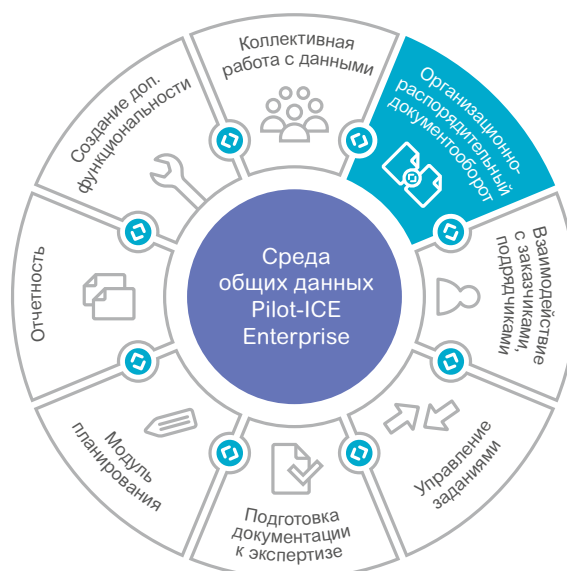 Коллективная
работа с данными
Организационно-
распорядительный
документооборот
Взаимодействие
с заказчиками,
подрядчиками
Управление
заданиями
Подготовка
документации
к экспертизе
Модуль
планирования
Отчетность
Создание доп.
функциональности
Среда
общих данных
Pilot-ICE
Enterprise